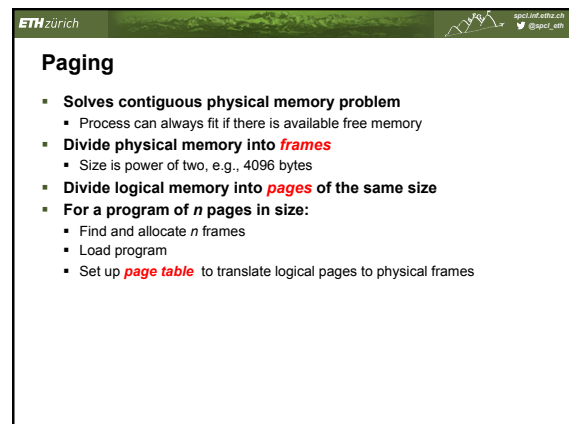 ETH zürich
spcl.inf.ethz.ch
@spcl_eth
Paging
Solves contiguous physical memory problem
Process can always fit if there is available free memory
Divide physical memory into frames
Size is power of two, e.g., 4096 bytes
Divide logical memory into pages of the same size
For a program of n pages in size:
Find and allocate n frames
Load program
Set up page table to translate logical pages to physical frames